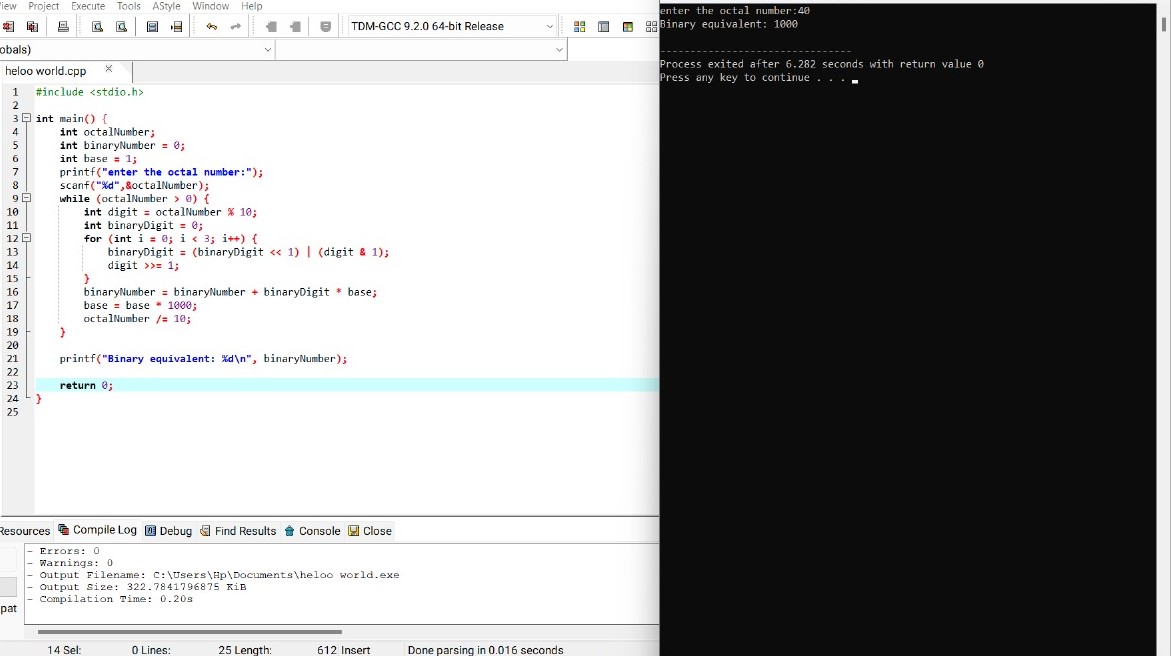 iew Project Execute Tools AStyle Window Help
TDM-GCC 9.2.0 64-bit Release
obals)
heloo world.cpp
1 #include <stdio.h>
2
3 int main() {
4 int octalNumber;
5 int binaryNumber = 0;
6 int base = 1;
7 printf("enter the octal number:");
8 scanf("%d",&octalNumber);
9 while (octalNumber > 0) {
10 int digit = octalNumber % 10;
11 int binaryDigit = 0;
12 for (int i = 0; i < 3; i++) {
13 binaryDigit = (binaryDigit << 1) | (digit & 1);
14 digit >>= 1;
15 }
16 binaryNumber = binaryNumber + binaryDigit * base;
17 base = base * 1000;
18 octalNumber /= 10;
19 }
20
21 printf("Binary equivalent: %d\n", binaryNumber);
22
23 return 0;
24 }
25
Resources Compile Log Debug Find Results Console Close
pat
- Errors: 0
- Warnings: 0
- Output Filename: C:\Users\Hp\Documents\heloo world.exe
- Output Size: 322.7841796875 KiB
- Compilation Time: 0.20s
14 Sel: 0 Lines: 25 Length: 612 Insert Done parsing in 0.016 seconds
enter the octal number:40
Binary equivalent: 1000
--------------------------------
Process exited after 6.282 seconds with return value 0
Press any key to continue . . .